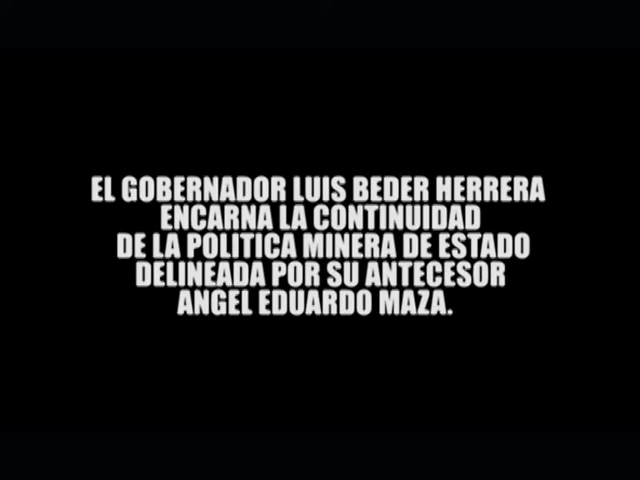 EL GOBERNADOR LUIS BEDER HERRERA
ENCARNA LA CONTINUIDAD
DE LA POLITICA MINERA DE ESTADO
DELINEADA POR SU ANTECESOR
ANGEL EDUARDO MAZA.